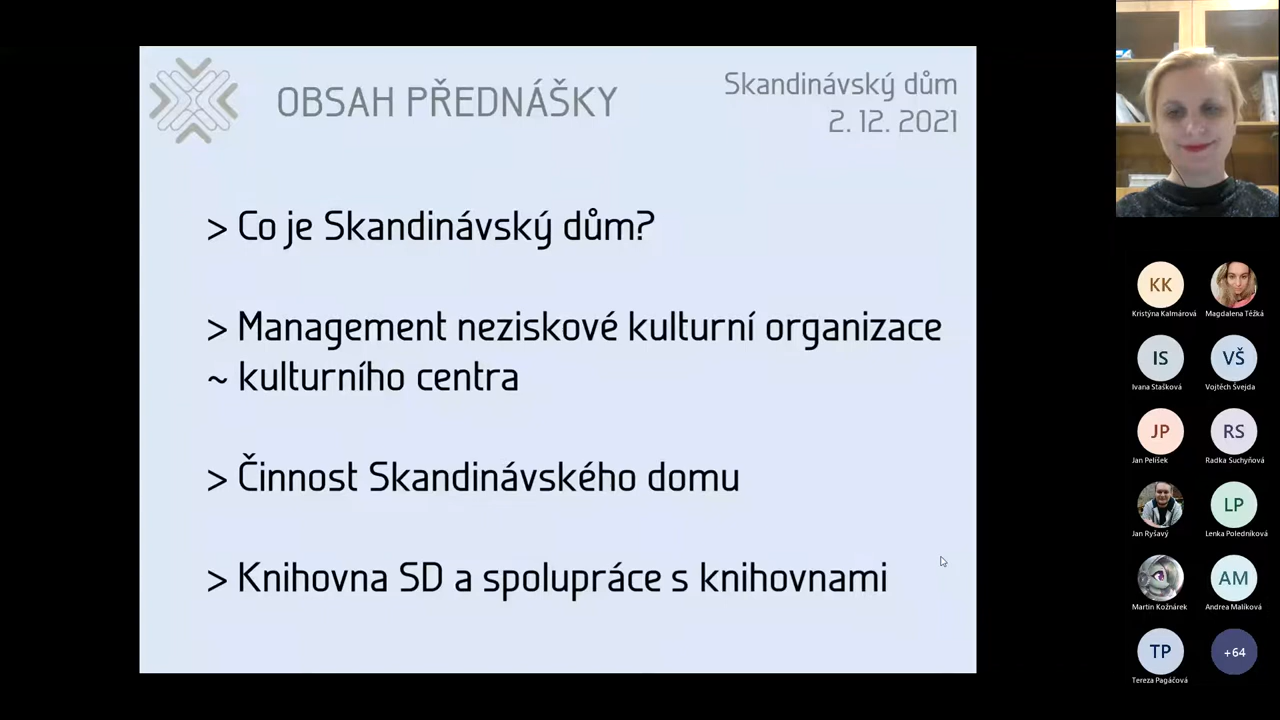 OBSAH PŘEDNÁŠKY
Skandinávský dům
2. 12. 2021
> Co je Skandinávský dům?
> Management neziskové kulturní organizace
~ kulturního centra
> Činnost Skandinávského domu
> Knihovna SD a spolupráce s knihovnami
KK
Kristýna Kalmárová
Magdalena Těžká
IS
Ivana Stašková
VŠ
Vojtěch Švejda
JP
Jan Pelíšek
RS
Radka Suchyňová
Jan Ryšavý
LP
Lenka Poledníková
Martin Kožnárek
AM
Andrea Malíková
TP
Tereza Pagáčová
+64